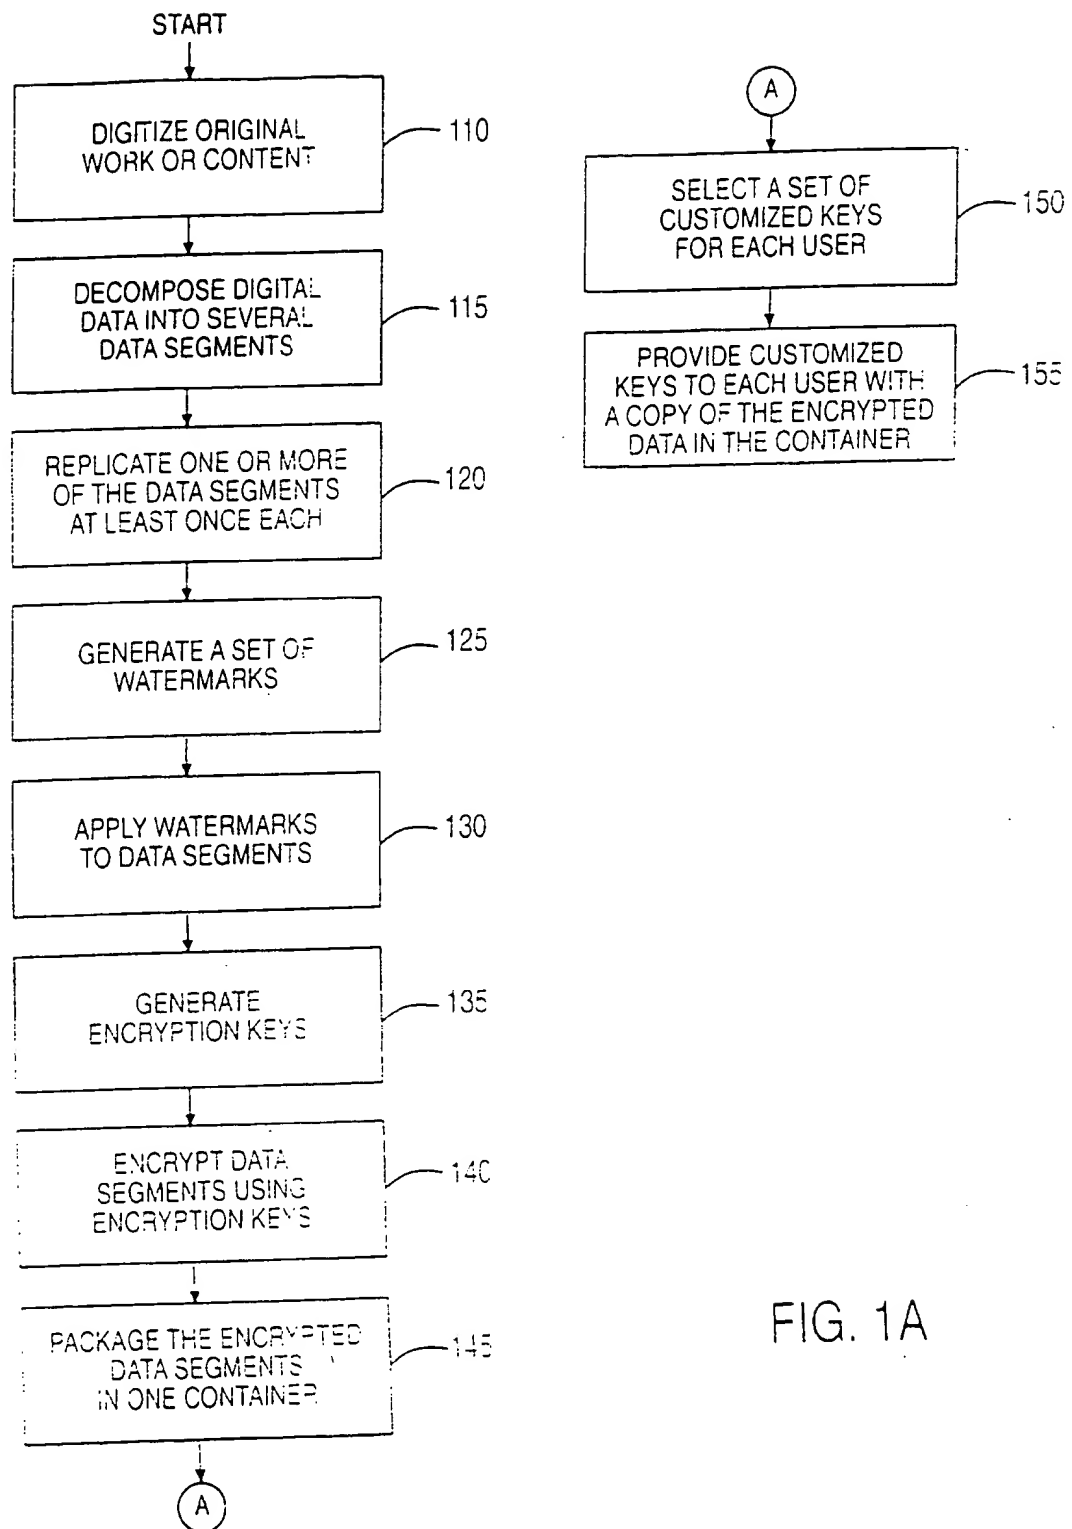 START
DIGITIZE ORIGINAL
WORK OR CONTENT
110
DECOMPOSE DIGITAL
DATA INTO SEVERAL
DATA SEGMENTS
115
REPLICATE ONE OR MORE
OF THE DATA SEGMENTS
AT LEAST ONCE EACH
120
GENERATE A SET OF
WATERMARKS
125
APPLY WATERMARKS
TO DATA SEGMENTS
130
GENERATE
ENCRYPTION KEYS
135
ENCRYPT DATA
SEGMENTS USING
ENCRYPTION KEYS
140
PACKAGE THE ENCRYPTED
DATA SEGMENTS
IN ONE CONTAINER
145
A
A
SELECT A SET OF
CUSTOMIZED KEYS
FOR EACH USER
150
PROVIDE CUSTOMIZED
KEYS TO EACH USER WITH
A COPY OF THE ENCRYPTED
DATA IN THE CONTAINER
155
FIG. 1A